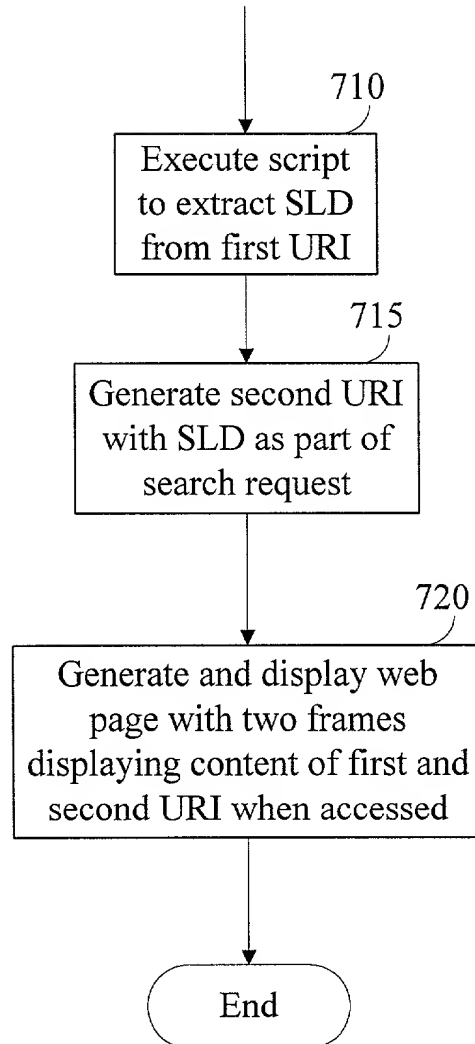 710
Execute script
to extract SLD
from first URI
715
Generate second URI
with SLD as part of
search request
720
Generate and display web
page with two frames
displaying content of first and
second URI when accessed
End